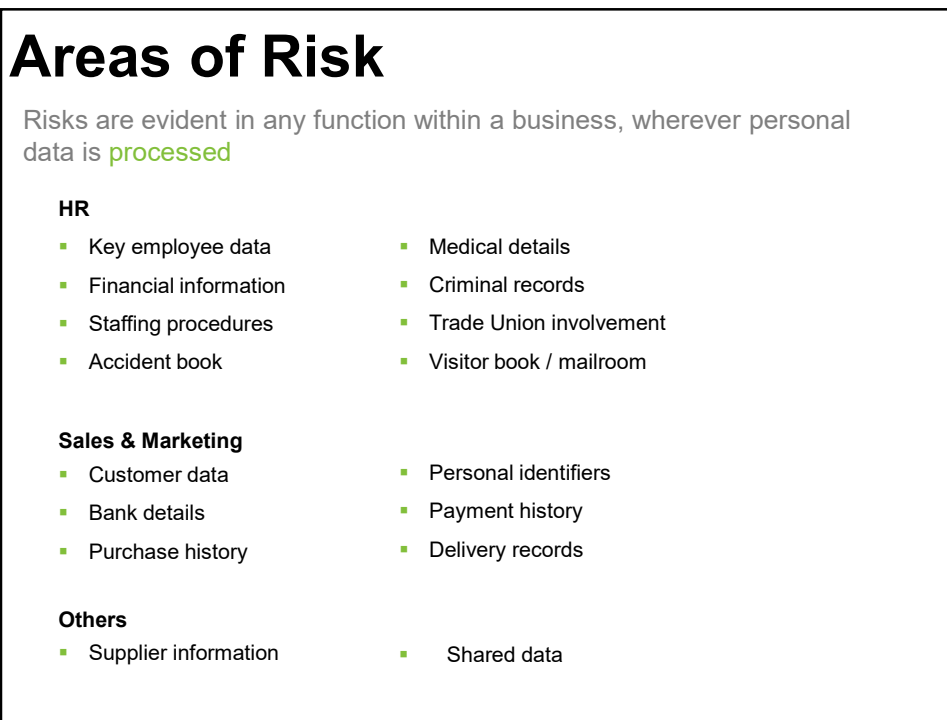 Areas of Risk
Risks are evident in any function within a business, wherever personal
data is processed
HR
Key employee data
Financial information
Staffing procedures
Accident book
Medical details
Criminal records
Trade Union involvement
Visitor book / mailroom
Sales & Marketing
Customer data
Bank details
Purchase history
Personal identifiers
Payment history
Delivery records
Others
Supplier information
Shared data